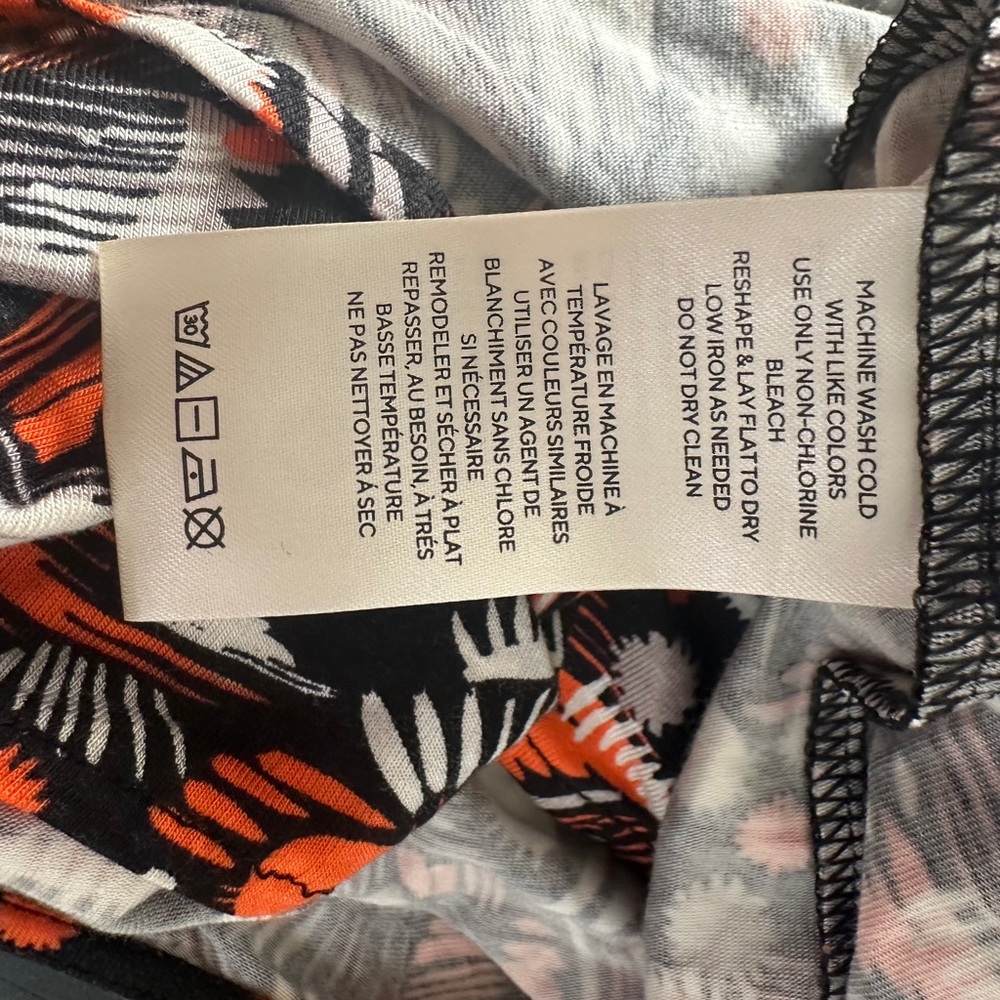 MACHINE WASH COLD
WITH LIKE COLORS
USE ONLY NON-CHLORINE
BLEACH
RESHAPE & LAY FLAT TO DRY
LOW IRON AS NEEDED
DO NOT DRY CLEAN
LAVAGE EN MACHINE À
TEMPÉRATURE FROIDE
AVEC COULEURS SIMILAIRES
UTILISER UN AGENT DE
BLANCHIMENT SANS CHLORE
SI NÉCESSAIRE
REMODELER ET SÉCHER À PLAT
REPASSER, AU BESOIN, À TRÉS
BASSE TEMPÉRATURE
NE PAS NETTOYER À SEC
30